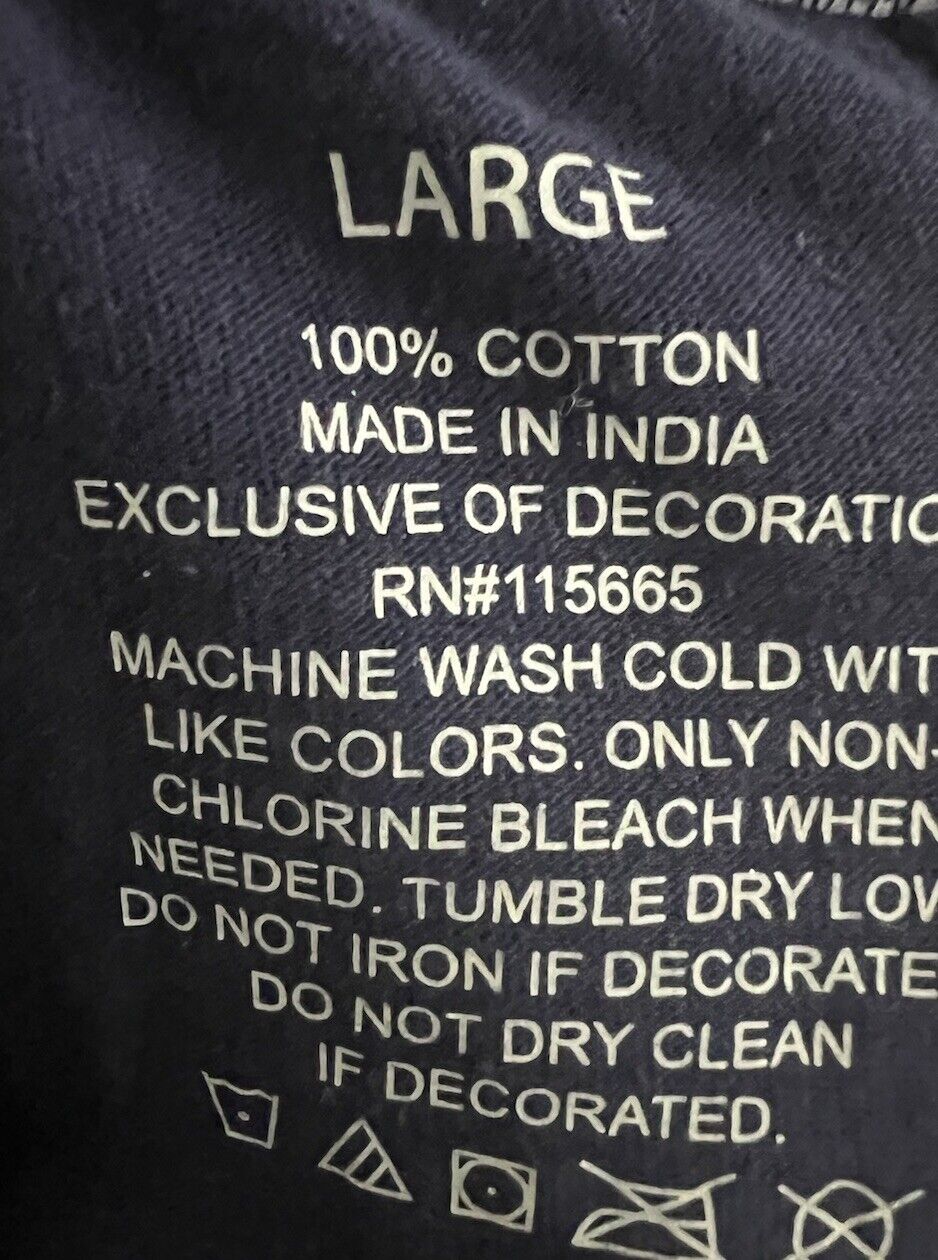 LARGE
100% COTTON
MADE IN INDIA
EXCLUSIVE OF DECORATIO
RN#115665
MACHINE WASH COLD WIT
LIKE COLORS. ONLY NON-
CHLORINE BLEACH WHEN
NEEDED. TUMBLE DRY LOW
DO NOT IRON IF DECORATE
DO NOT DRY CLEAN
IF DECORATED.